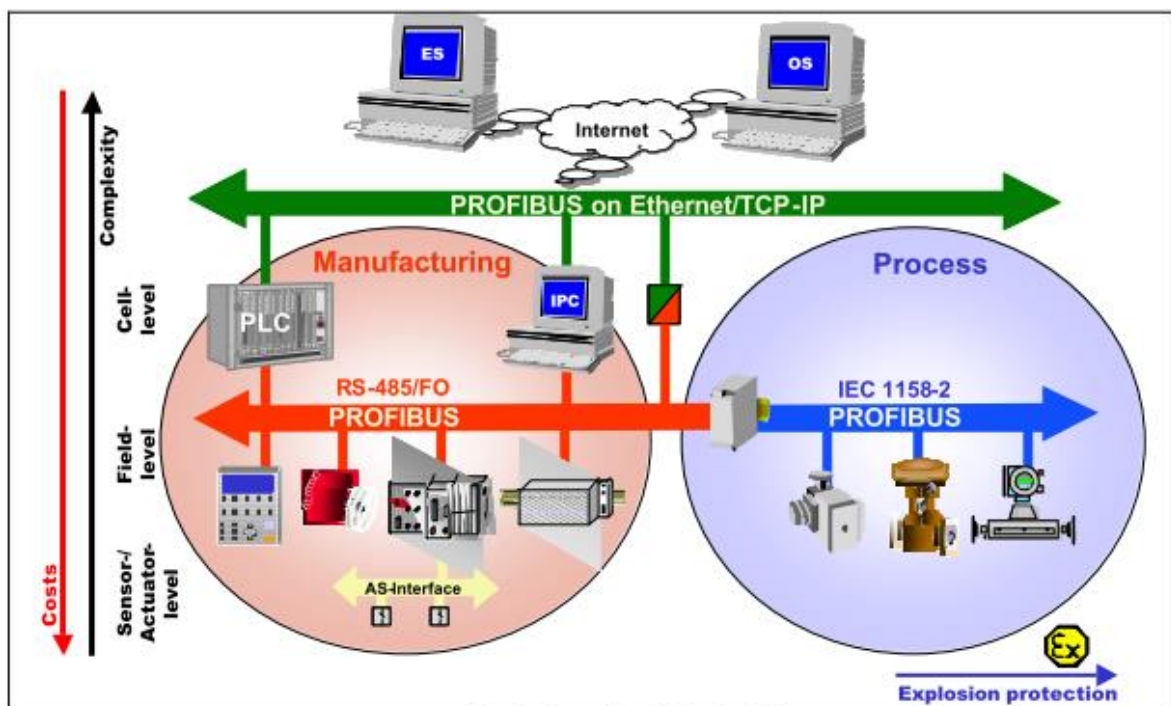 ES
OS
Internet
PROFIBUS on Ethernet/TCP-IP
Complexity
Costs
Cell-
level
Field-
level
Sensor-/
Actuator-
level
Manufacturing
PLC
IPC
RS-485/FO
PROFIBUS
AS-Interface
Process
IEC 1158-2
PROFIBUS
Ex
Explosion protection